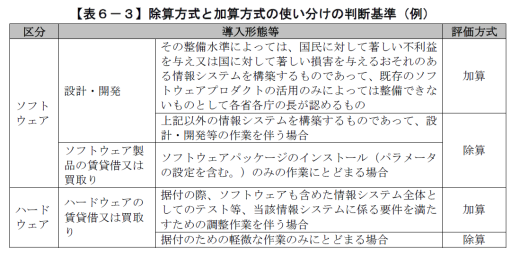 【表６－３】除算方式と加算方式の使い分けの判断基準（例）
区分
導入形態等
評価方式
ソフト
ウェア
設計・開発
その整備水準によっては、国民に対して著しい不利益
を与え又は国に対して著しい損害を与えるおそれのあ
る情報システムを構築するものであって、既存のソフ
トウェアプロダクトの活用のみによっては整備できな
いものとして各省各庁の長が認めるもの
加算
上記以外の情報システムを構築するものであって、設
計・開発等の作業を伴う場合
除算
ソフトウェア製
品の賃貸借又は
買取り
ソフトウェアパッケージのインストール（パラメータ
の設定を含む。）のみの作業にとどまる場合
ハード
ウェア
ハードウェアの
賃貸借又は買取
り
据付の際、ソフトウェアも含めた情報システム全体と
してのテスト等、当該情報システムに係る要件を満た
すための調整作業を伴う場合
加算
据付のための軽微な作業のみにとどまる場合
除算